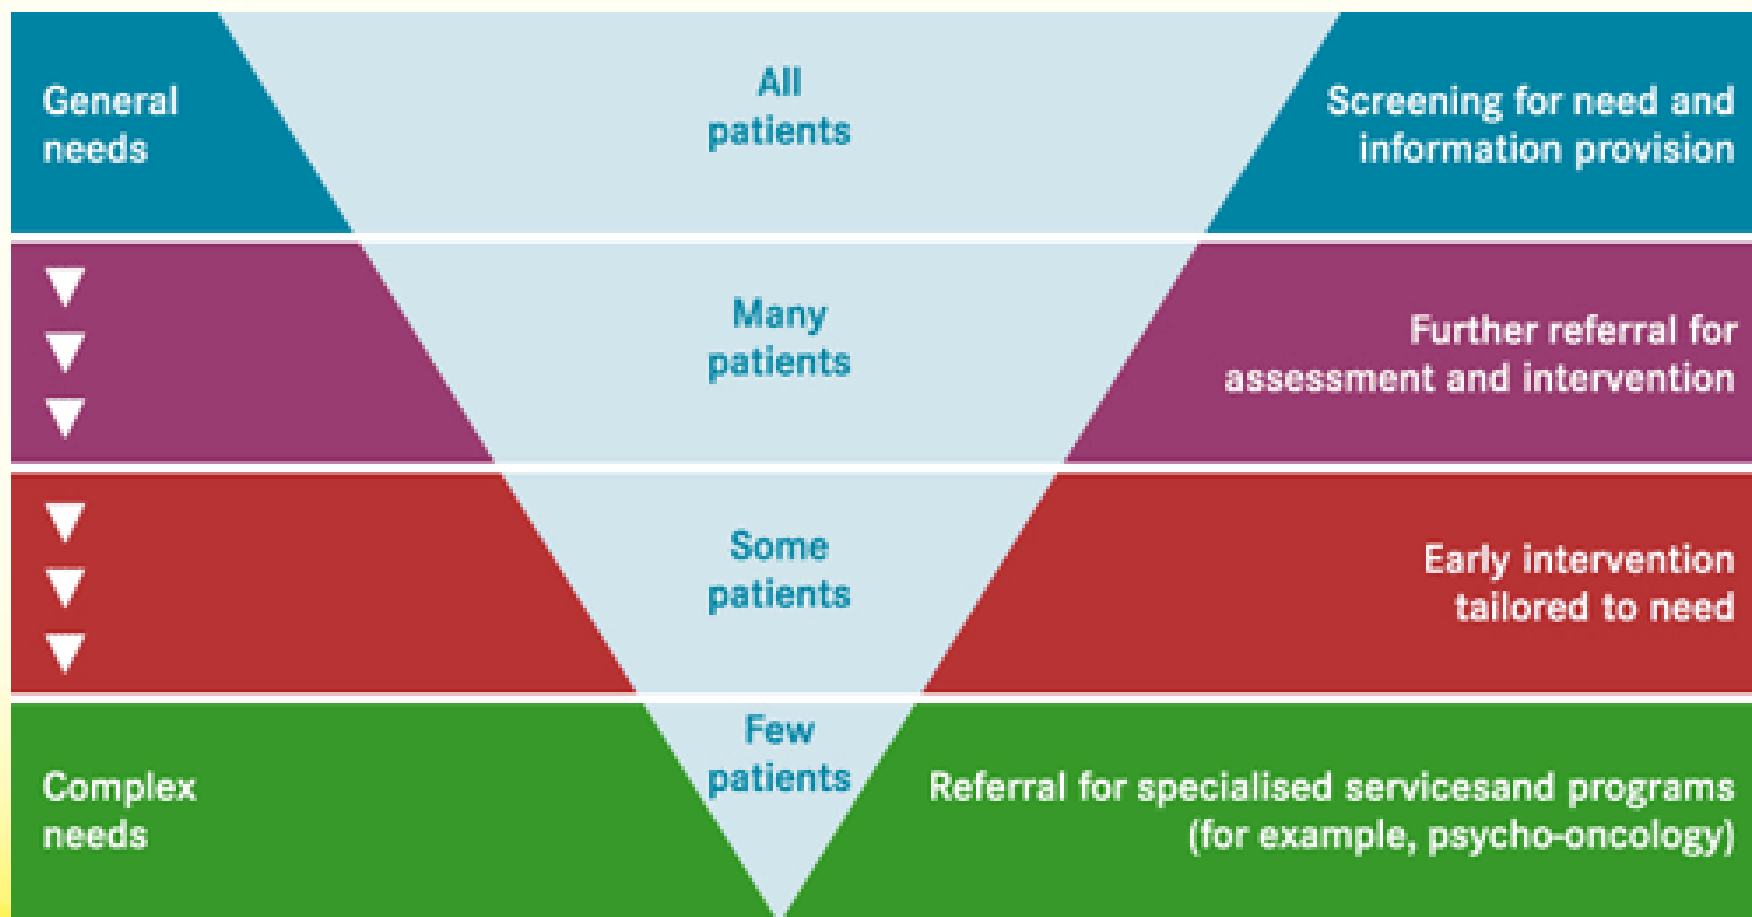 General
needs
All
patients
Screening for need and
information provision
Many
patients
Further referral for
assessment and intervention
Some
patients
Early intervention
tailored to need
Complex
needs
Few
patients
Referral for specialised servicesand programs
(for example, psycho-oncology)